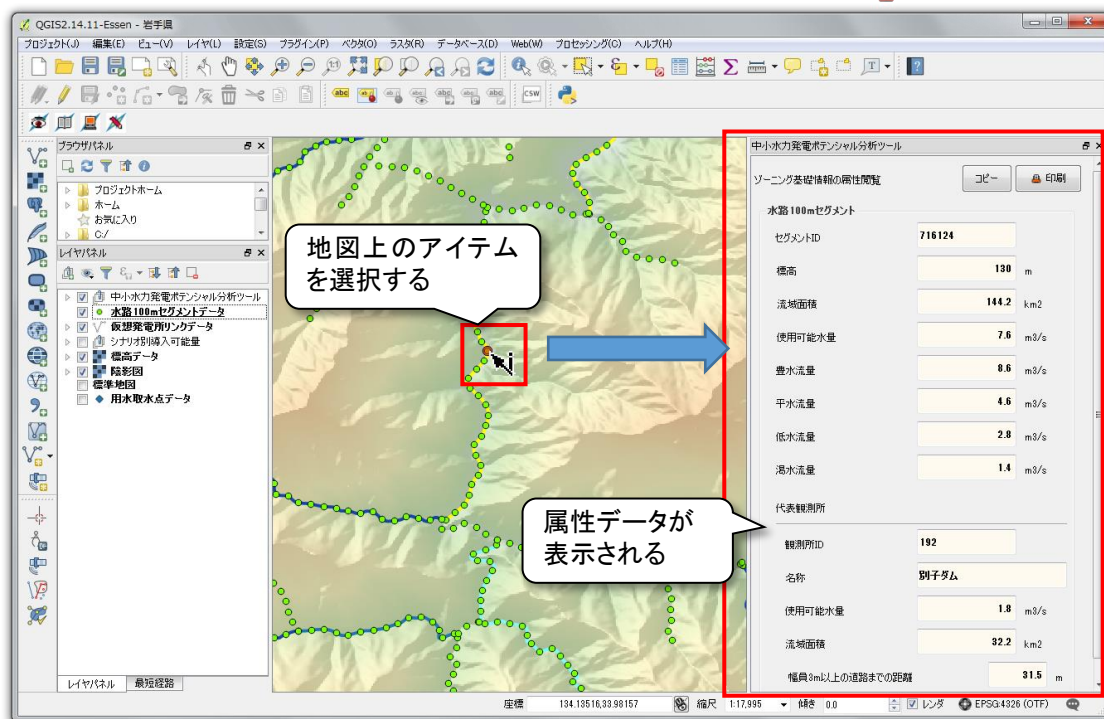 QGIS2.14.11-Essen - 岩手県
プロジェクト(J) 編集(E) ビュー(V) レイヤ(L) 設定(S) プラグイン(P) ベクタ(O) ラスタ(R) データベース(D) Web(W) プロセッシング(C) ヘルプ(H)
abc
CSW
ブラウザパネル
プロジェクトホーム
ホーム
お気に入り
C:/
レイヤパネル
中小水力発電ポテンシャル分析ツール
水路100mセグメントデータ
仮想発電所リンクデータ
シナリオ別導入可能量
標高データ
陰影図
標準地図
用水取水点データ
レイヤパネル 最短経路
地図上のアイテム
を選択する
属性データが
表示される
中小水力発電ポテンシャル分析ツール
ゾーニング基礎情報の属性閲覧 コピー 印刷
水路100mセグメント
セグメントID 716124
標高 130 m
流域面積 144.2 km2
使用可能水量 7.6 m3/s
豊水流量 8.6 m3/s
平水流量 4.6 m3/s
低水流量 2.8 m3/s
渇水流量 1.4 m3/s
代表観測所
観測所ID 192
名称 別子ダム
使用可能水量 1.8 m3/s
流域面積 32.2 km2
幅員3m以上の道路までの距離 31.5 m
座標 134.13516,33.98157 縮尺 1:17,995 傾き 0.0 レンダ EPSG:4326 (OTF)